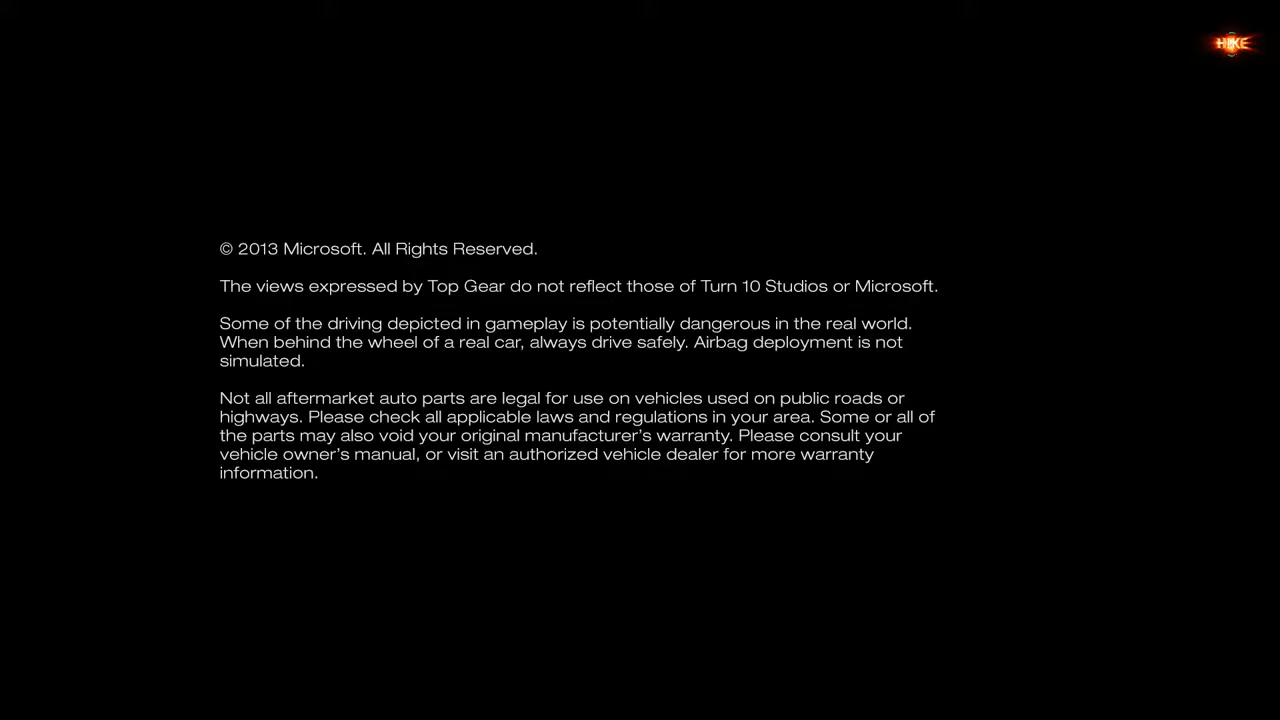 HIKE
© 2013 Microsoft. All Rights Reserved.
The views expressed by Top Gear do not reflect those of Turn 10 Studios or Microsoft.
Some of the driving depicted in gameplay is potentially dangerous in the real world.
When behind the wheel of a real car, always drive safely. Airbag deployment is not
simulated.
Not all aftermarket auto parts are legal for use on vehicles used on public roads or
highways. Please check all applicable laws and regulations in your area. Some or all of
the parts may also void your original manufacturer's warranty. Please consult your
vehicle owner's manual, or visit an authorized vehicle dealer for more warranty
information.